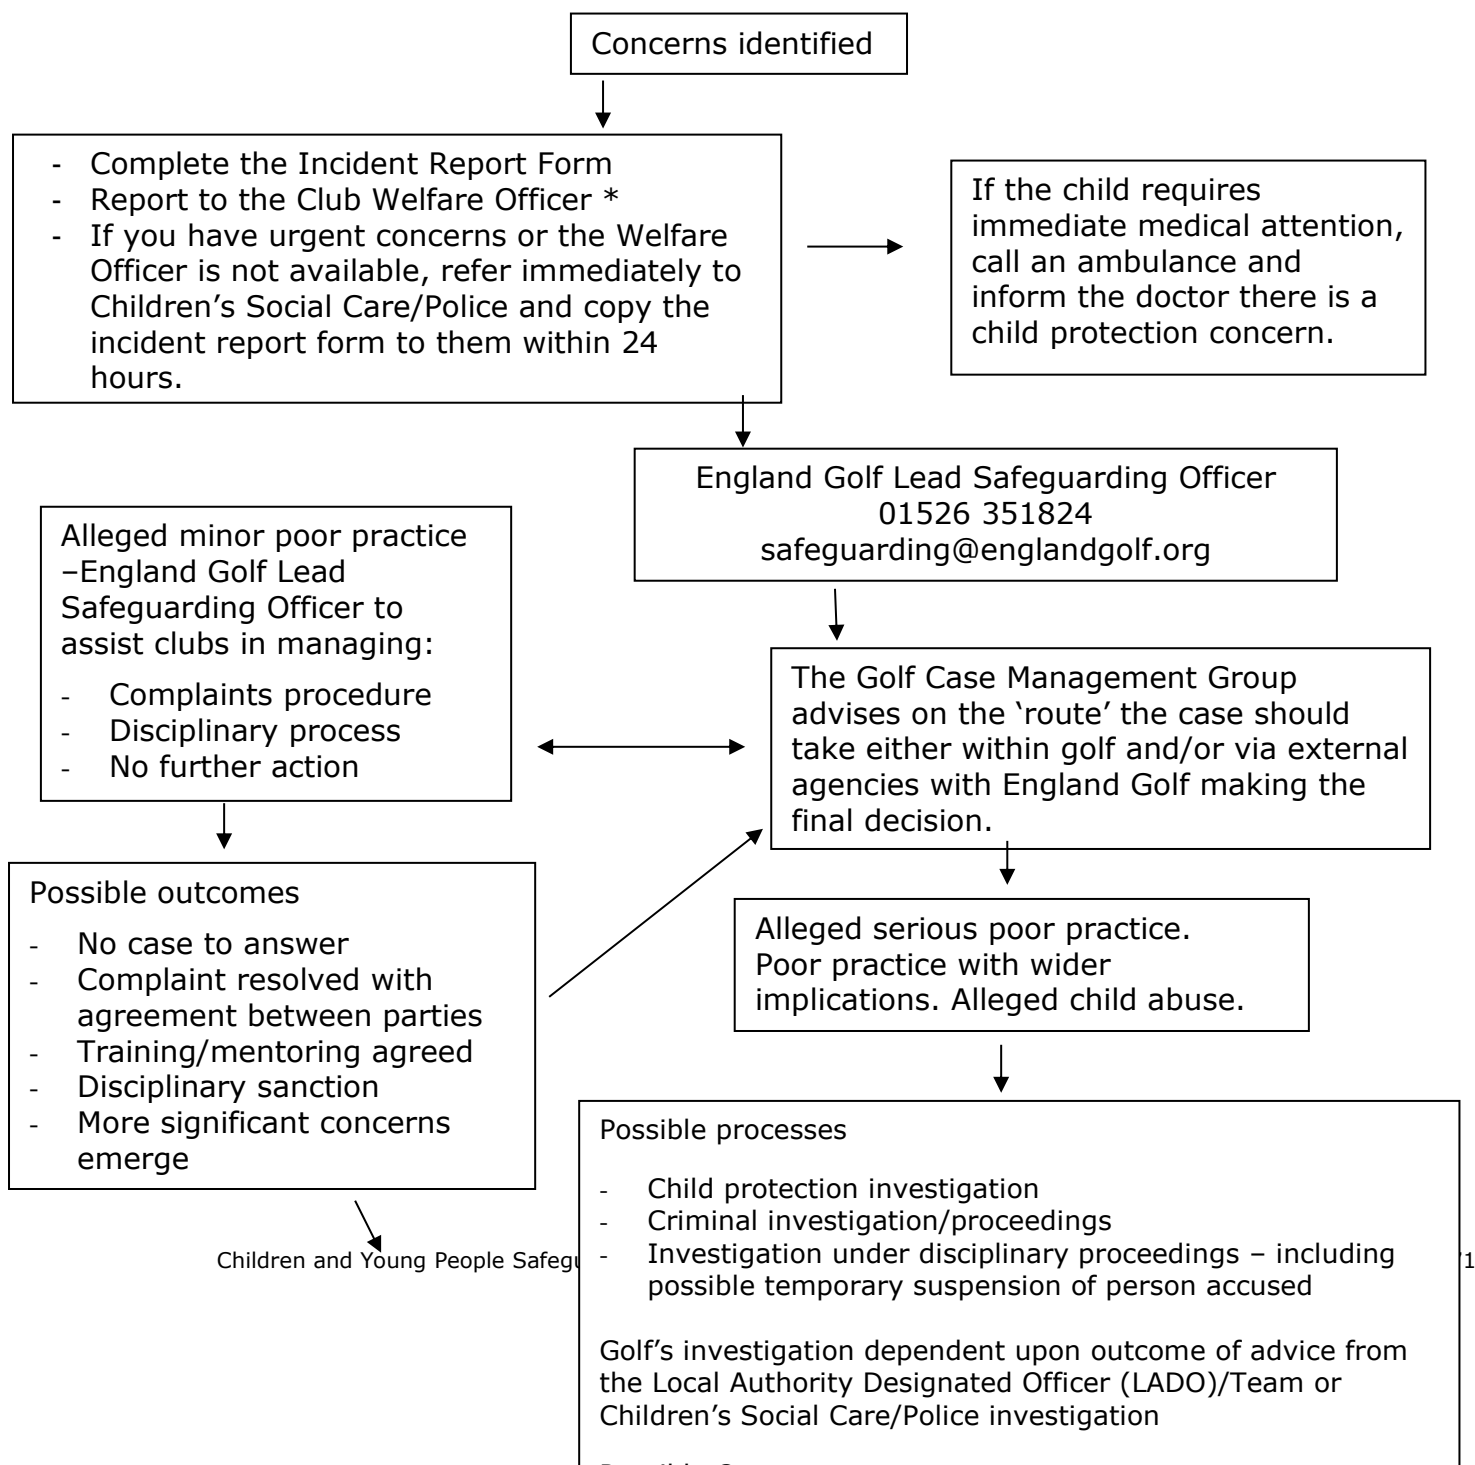 Concerns identified
- Complete the Incident Report Form
- Report to the Club Welfare Officer *
- If you have urgent concerns or the Welfare
Officer is not available, refer immediately to
Children’s Social Care/Police and copy the
incident report form to them within 24
hours.
If the child requires
immediate medical attention,
call an ambulance and
inform the doctor there is a
child protection concern.
England Golf Lead Safeguarding Officer
01526 351824
safeguarding@englandgolf.org
Alleged minor poor practice
–England Golf Lead
Safeguarding Officer to
assist clubs in managing:
- Complaints procedure
- Disciplinary process
- No further action
The Golf Case Management Group
advises on the ‘route’ the case should
take either within golf and/or via external
agencies with England Golf making the
final decision.
Possible outcomes
- No case to answer
- Complaint resolved with
agreement between parties
- Training/mentoring agreed
- Disciplinary sanction
- More significant concerns
emerge
Alleged serious poor practice.
Poor practice with wider
implications. Alleged child abuse.
Possible processes
- Child protection investigation
- Criminal investigation/proceedings
- Investigation under disciplinary proceedings – including
possible temporary suspension of person accused
Golf’s investigation dependent upon outcome of advice from
the Local Authority Designated Officer (LADO)/Team or
Children’s Social Care/Police investigation
Children and Young People